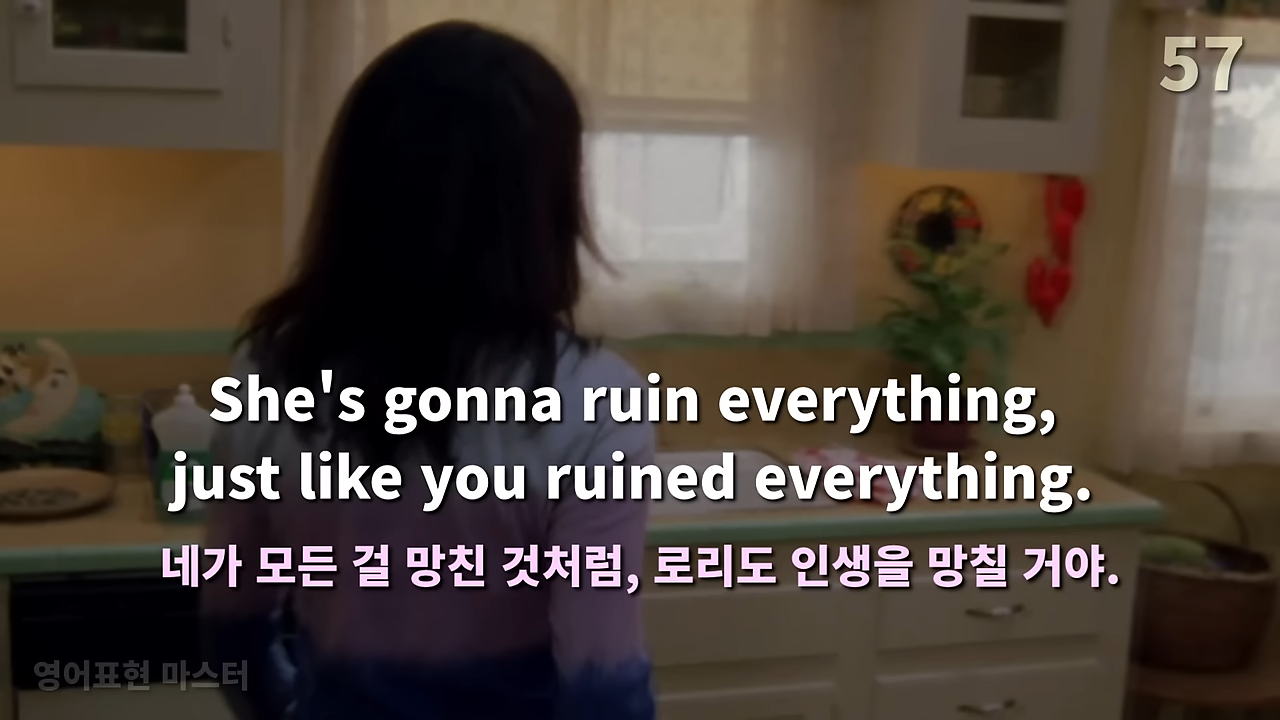 57
She's gonna ruin everything,
just like you ruined everything.
네가 모든 걸 망친 것처럼, 로리도 인생을 망칠 거야.
영어표현 마스터